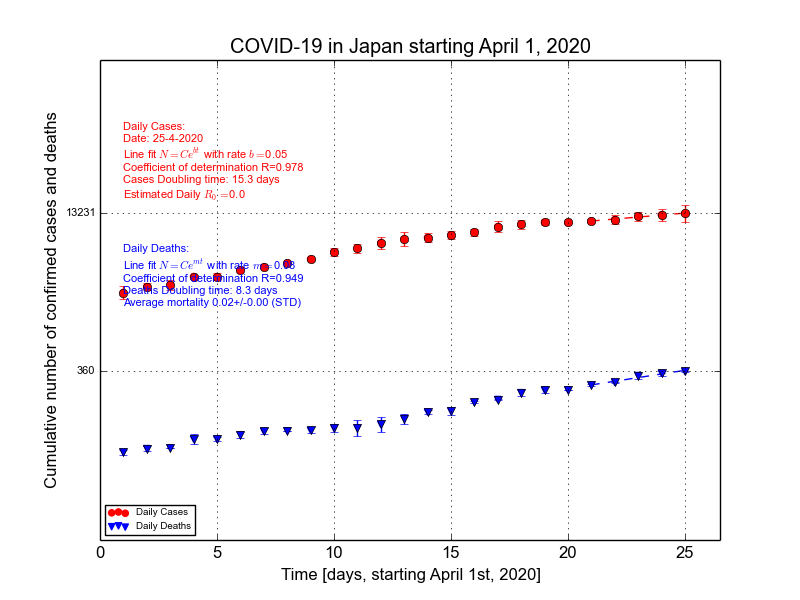 COVID-19 in Japan starting April 1, 2020
Cumulative number of confirmed cases and deaths
Daily Cases:
Date: 25-4-2020
Line fit N = Ce^{bt} with rate b =0.05
Coefficient of determination R=0.978
Cases Doubling time: 15.3 days
Estimated Daily R_0 =0.0
13231
Daily Deaths:
Line fit N = Ce^{mt} with rate m =0.08
Coefficient of determination R=0.949
Deaths Doubling time: 8.3 days
Average mortality 0.02+/-0.00 (STD)
360
Daily Cases
Daily Deaths
0 5 10 15 20 25
Time [days, starting April 1st, 2020]